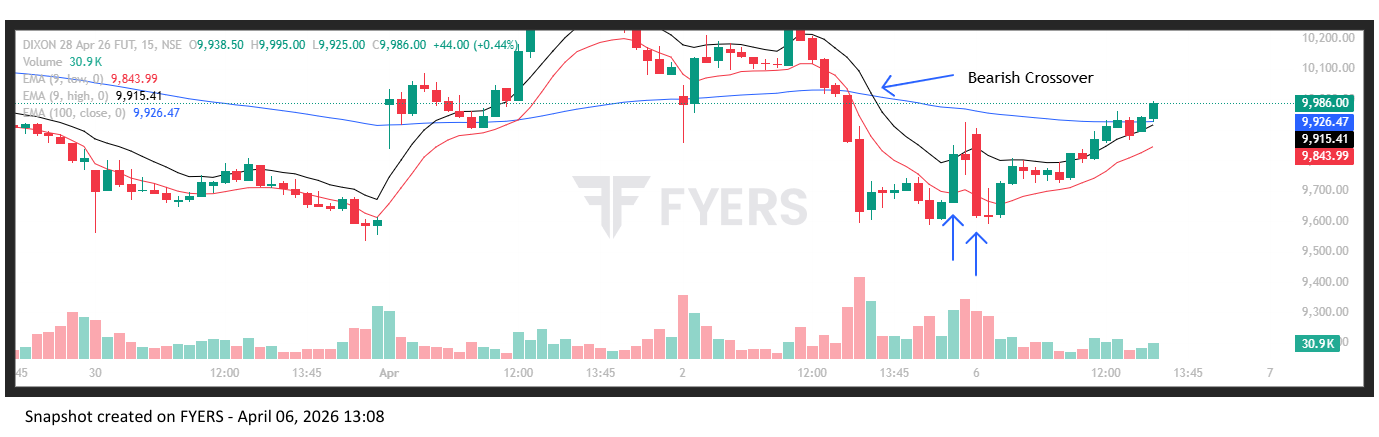 DIXON 28 Apr 26 FUT, 15, NSE O9,938.50 H9,995.00 L9,925.00 C9,986.00 +44.00 (+0.44%)
Volume 30.9K
EMA (9, low, 0) 9,843.99
EMA (9, high, 0) 9,915.41
EMA (100, close, 0) 9,926.47
Bearish Crossover
FYERS
10,200.00
10,100.00
9,986.00
9,926.47
9,915.41
9,843.99
9,700.00
9,600.00
9,500.00
9,400.00
9,300.00
30.9K
:45 30 12:00 13:45 Apr 12:00 13:45 2 12:00 13:45 6 12:00 13:45 7
Snapshot created on FYERS - April 06, 2026 13:08